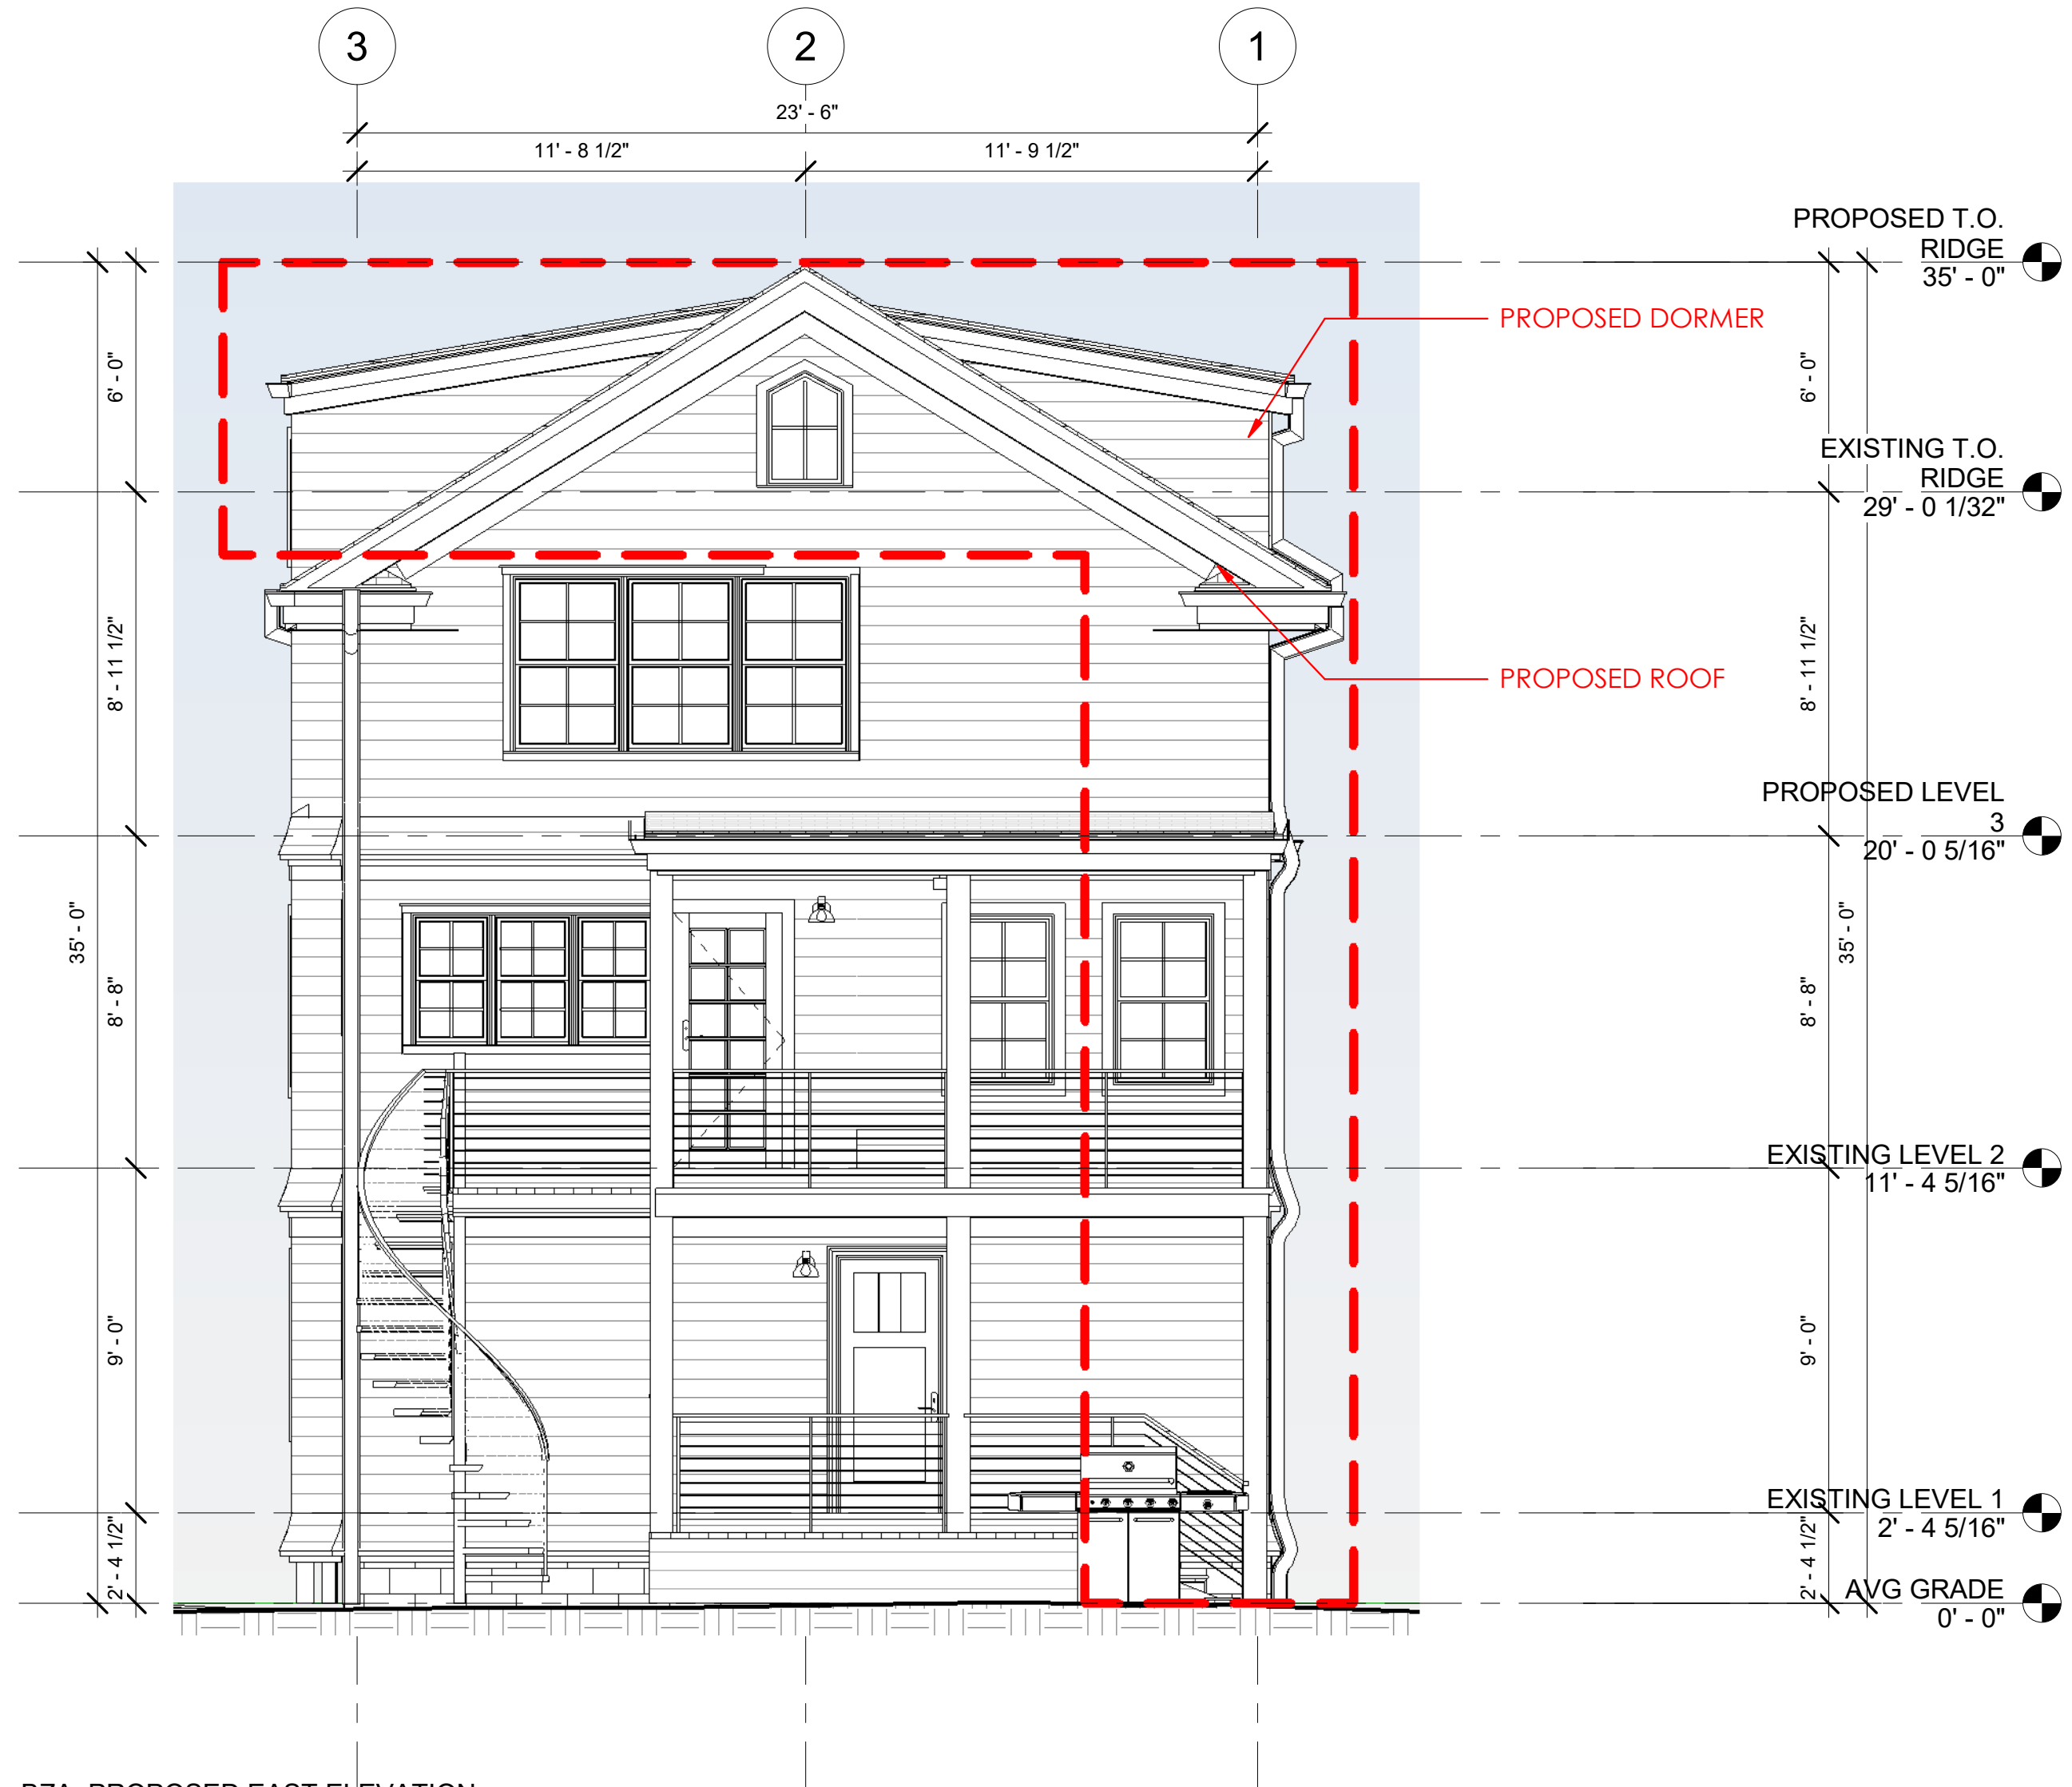 3
2
1
23' - 6"
11' - 8 1/2"
11' - 9 1/2"
PROPOSED T.O.
RIDGE
35' - 0"
PROPOSED DORMER
6' - 0"
6' - 0"
EXISTING T.O.
RIDGE
29' - 0 1/32"
8' - 11 1/2"
8' - 11 1/2"
PROPOSED ROOF
PROPOSED LEVEL
3
20' - 0 5/16"
35' - 0"
35' - 0"
8' - 8"
8' - 8"
EXISTING LEVEL 2
11' - 4 5/16"
9' - 0"
9' - 0"
EXISTING LEVEL 1
2' - 4 5/16"
2' - 4 1/2"
2' - 4 1/2"
AVG GRADE
0' - 0"
BZA- PROPOSED EAST ELEVATION